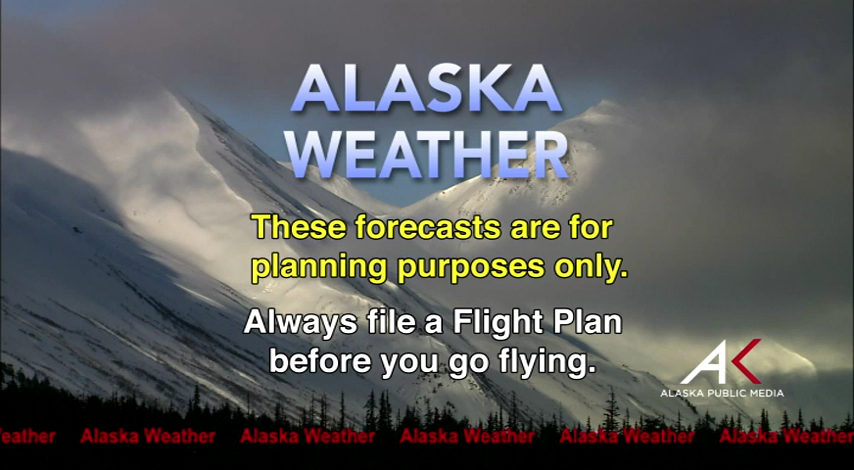 ALASKA
WEATHER
These forecasts are for
planning purposes only.
Always file a Flight Plan
before you go flying.
AK
ALASKA PUBLIC MEDIA
eather Alaska Weather Alaska Weather Alaska Weather Alaska Weather Alaska Weather